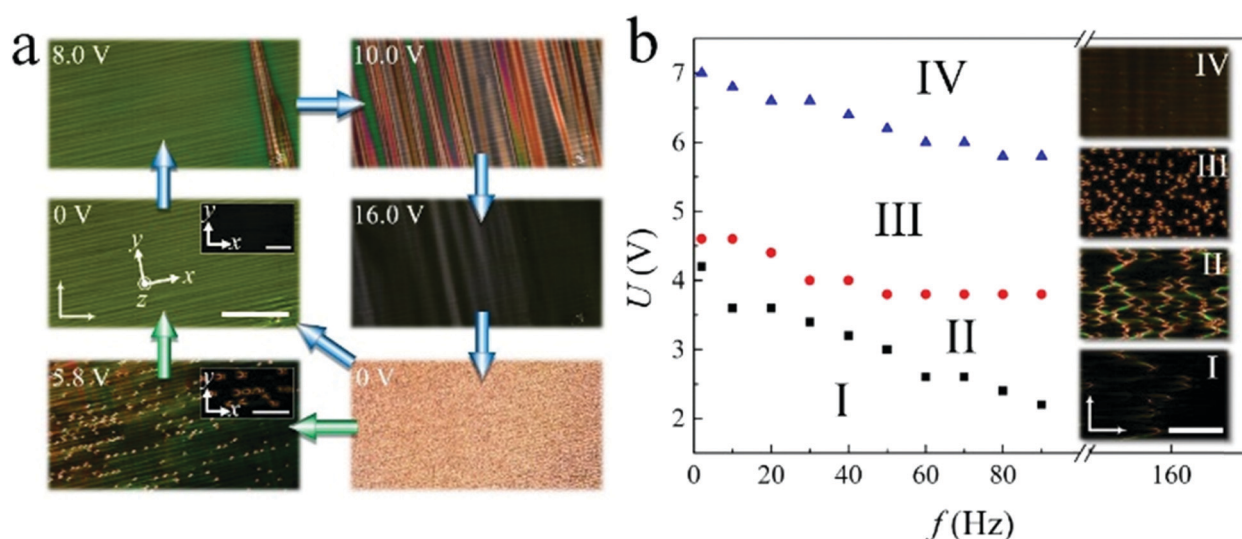 a
8.0 V
10.0 V
0 V
y
x
y
x
z
16.0 V
5.8 V
y
x
0 V
b
U (V)
7
6
5
4
3
2
IV
III
II
I
IV
III
II
I
0 20 40 60 80 160
f (Hz)